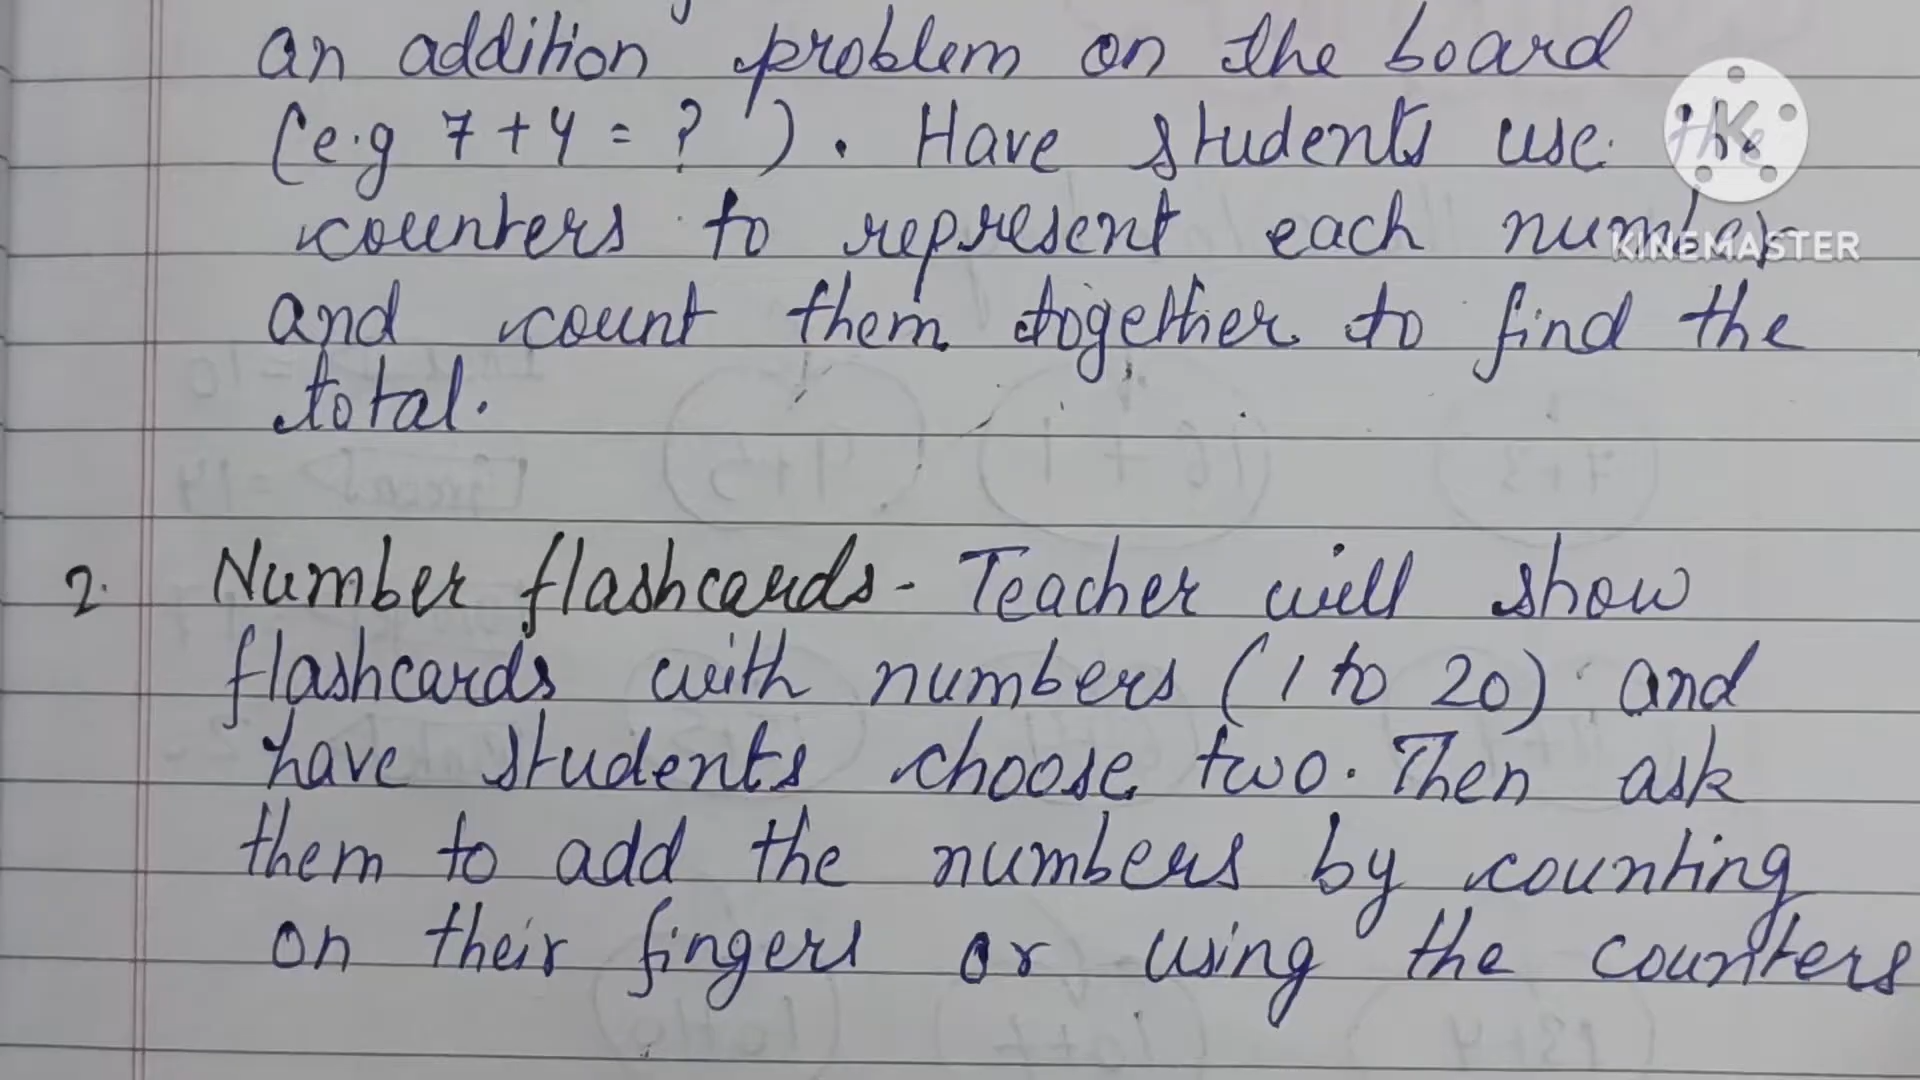 an addition problem on the board
(e.g 7+4 = ?). Have students use the
counters to represent each number
and count them together to find the
total.
2. Number flashcards - Teacher will show
flashcards with numbers (1 to 20) and
have students choose two. Then ask
them to add the numbers by counting
on their fingers or using the counters
K
KINEMASTER